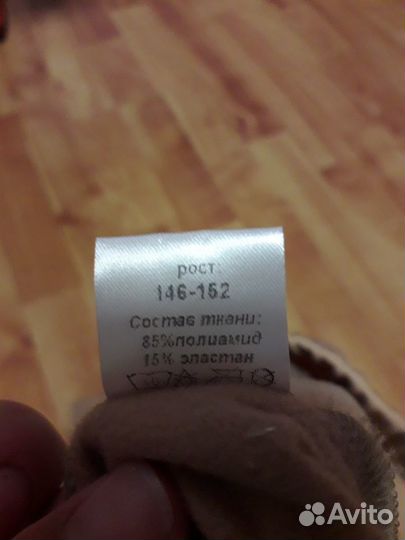 рост:
146-152
Состав ткани:
85%полиамид
15% эластан
Avito